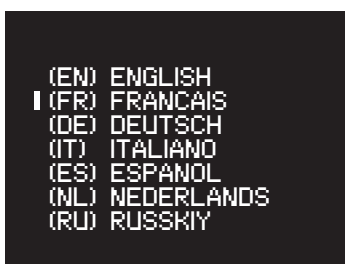 (EN) ENGLISH
(FR) FRANCAIS
(DE) DEUTSCH
(IT) ITALIANO
(ES) ESPANOL
(NL) NEDERLANDS
(RU) RUSSKIY